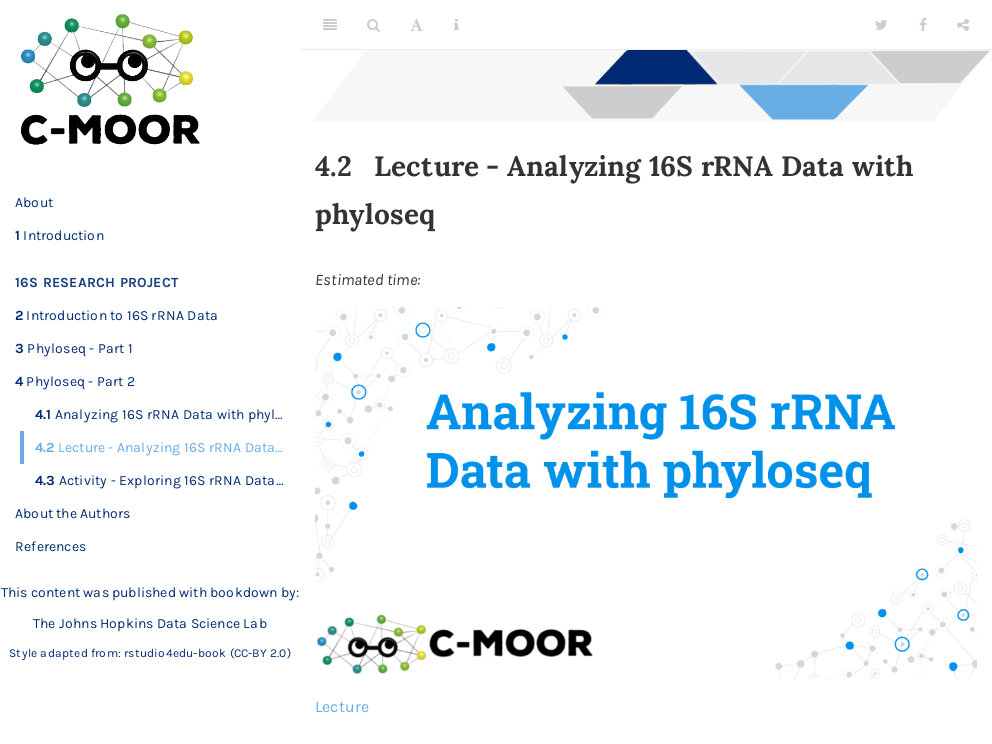 C-MOOR
About
1 Introduction
16S RESEARCH PROJECT
2 Introduction to 16S rRNA Data
3 Phyloseq - Part 1
4 Phyloseq - Part 2
4.1 Analyzing 16S rRNA Data with phyl...
4.2 Lecture - Analyzing 16S rRNA Data...
4.3 Activity - Exploring 16S rRNA Data...
About the Authors
References
This content was published with bookdown by:
The Johns Hopkins Data Science Lab
Style adapted from: rstudio4edu-book (CC-BY 2.0)
4.2 Lecture - Analyzing 16S rRNA Data with
phyloseq
Estimated time:
Analyzing 16S rRNA
Data with phyloseq
C-MOOR
Lecture